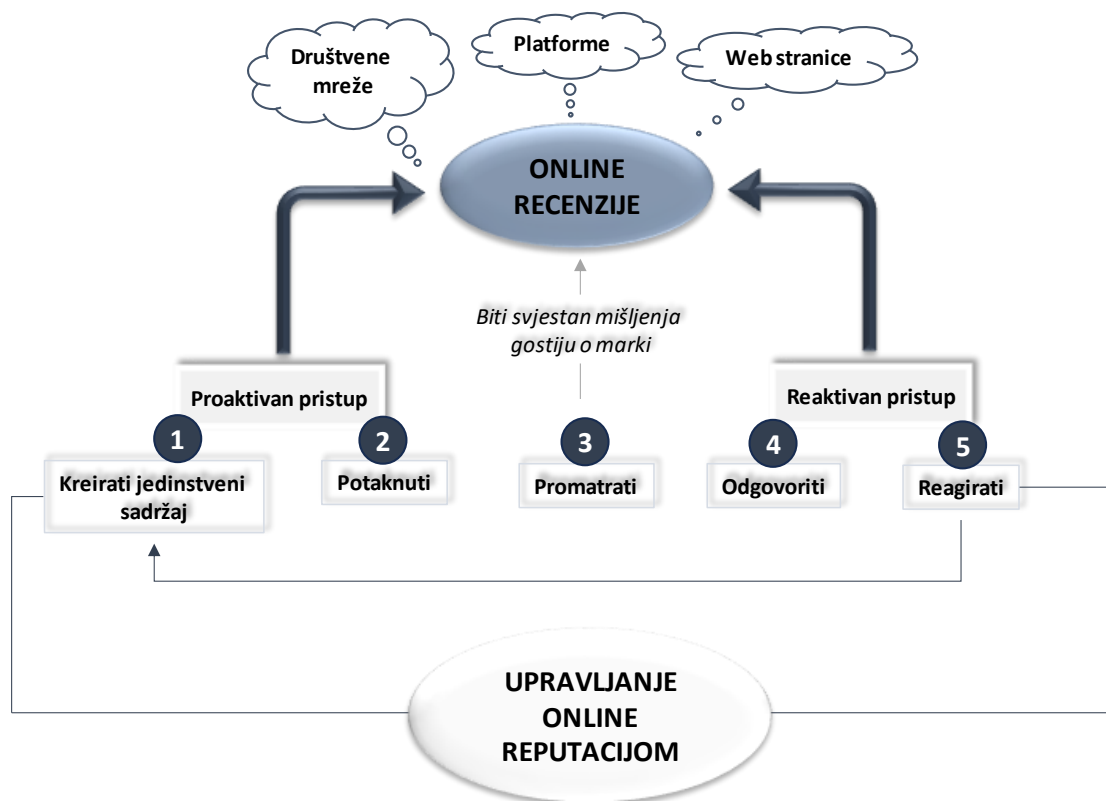 Društvene
mreže
Platforme
Web stranice
ONLINE
RECENZIJE
Biti svjestan mišljenja
gostiju o marki
Proaktivan pristup
Reaktivan pristup
1
2
3
4
5
Kreirati jedinstveni
sadržaj
Potaknuti
Promatrati
Odgovoriti
Reagirati
UPRAVLJANJE
ONLINE
REPUTACIJOM